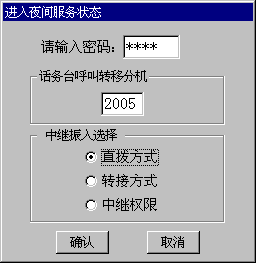 进入夜间服务状态
请输入密码：****
话务台呼叫转移分机
2005
中继振入选择
直拨方式
转接方式
中继权限
确认 取消